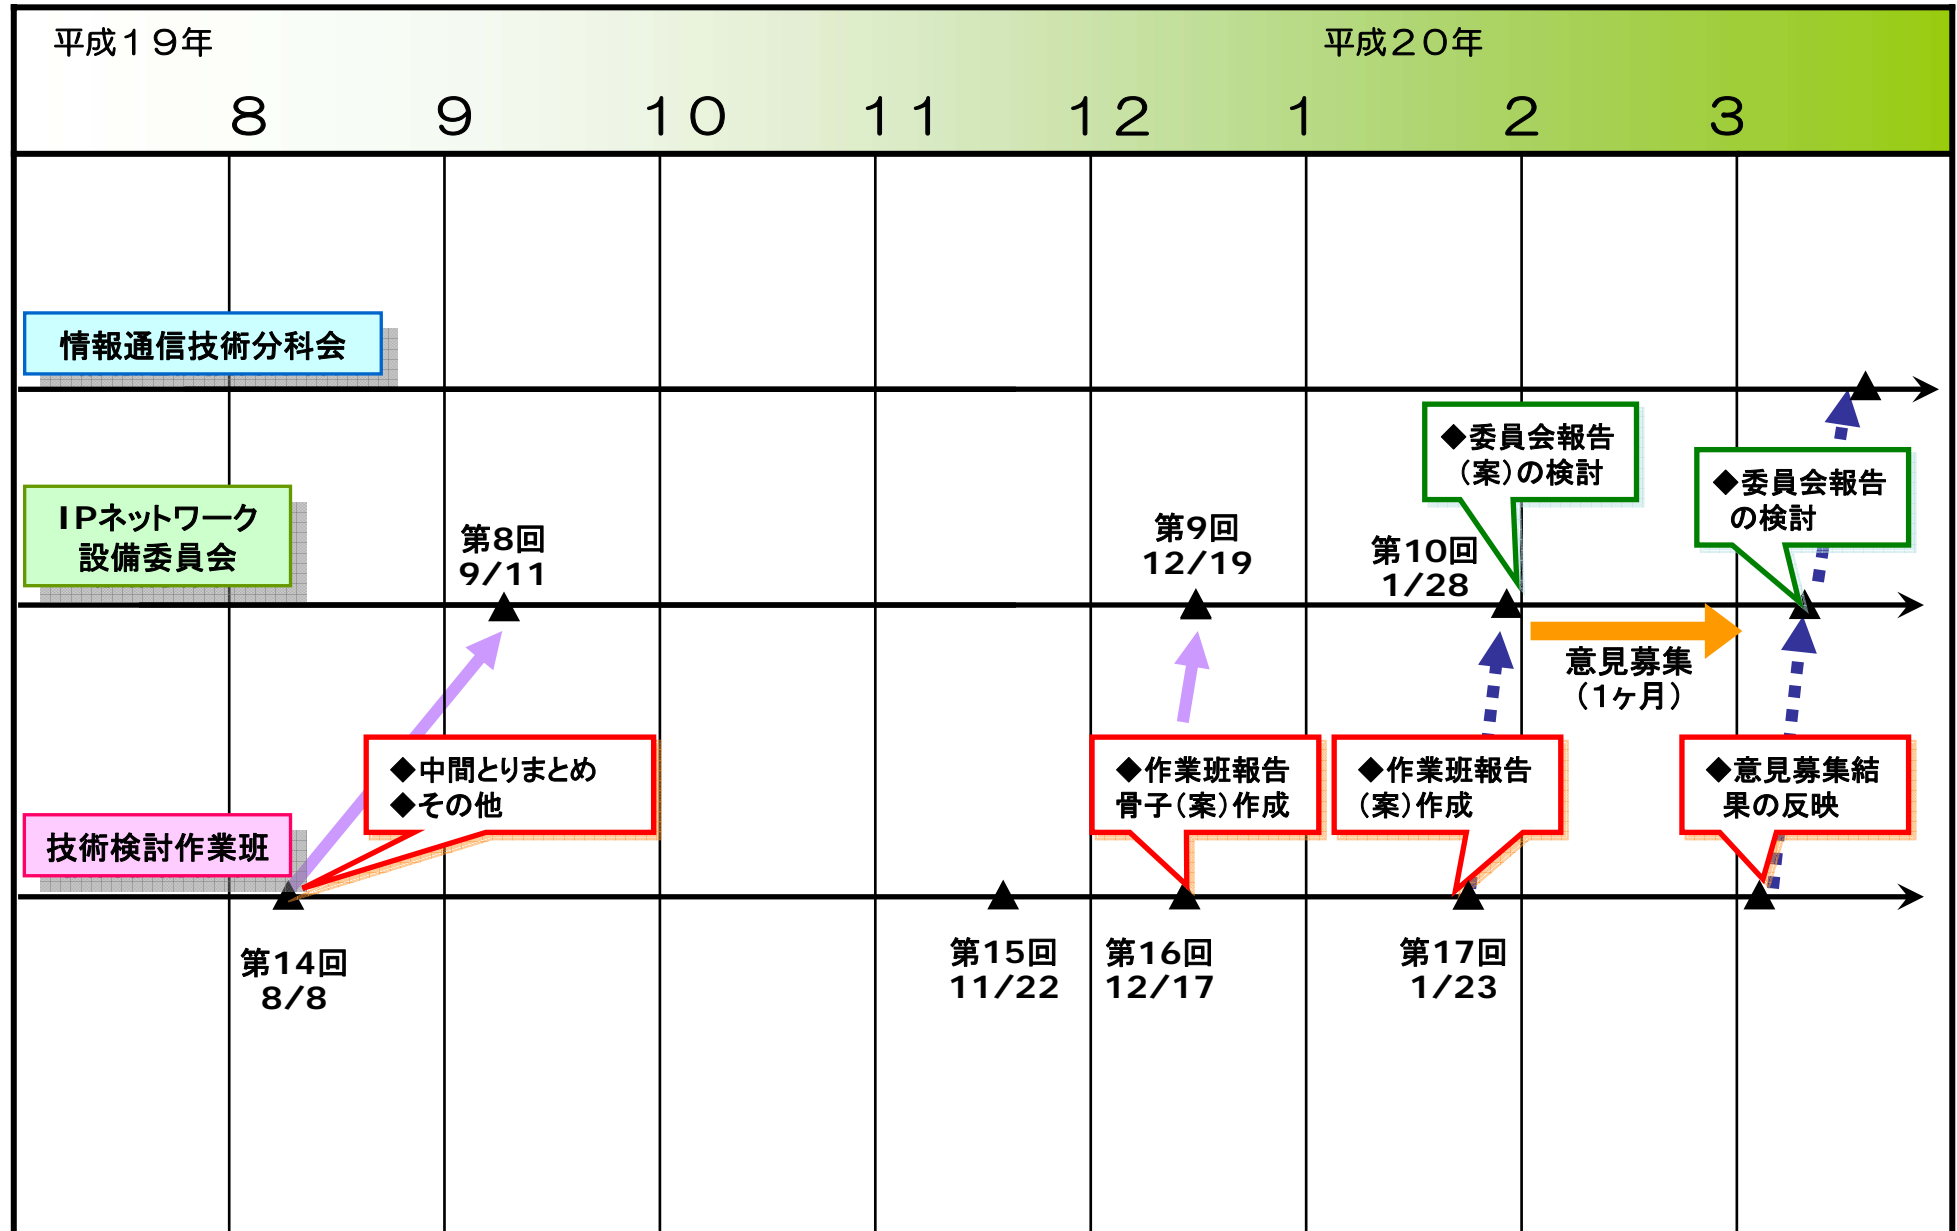 平成１９年
平成２０年
８
９
１０
１１
１２
１
２
３
情報通信技術分科会
◆委員会報告
（案）の検討
◆委員会報告
の検討
IPネットワーク
設備委員会
第8回
9/11
第9回
12/19
第10回
1/28
意見募集
（1ヶ月）
◆中間とりまとめ
◆その他
◆作業班報告
骨子（案）作成
◆作業班報告
（案）作成
◆意見募集結
果の反映
技術検討作業班
第14回
8/8
第15回
11/22
第16回
12/17
第17回
1/23